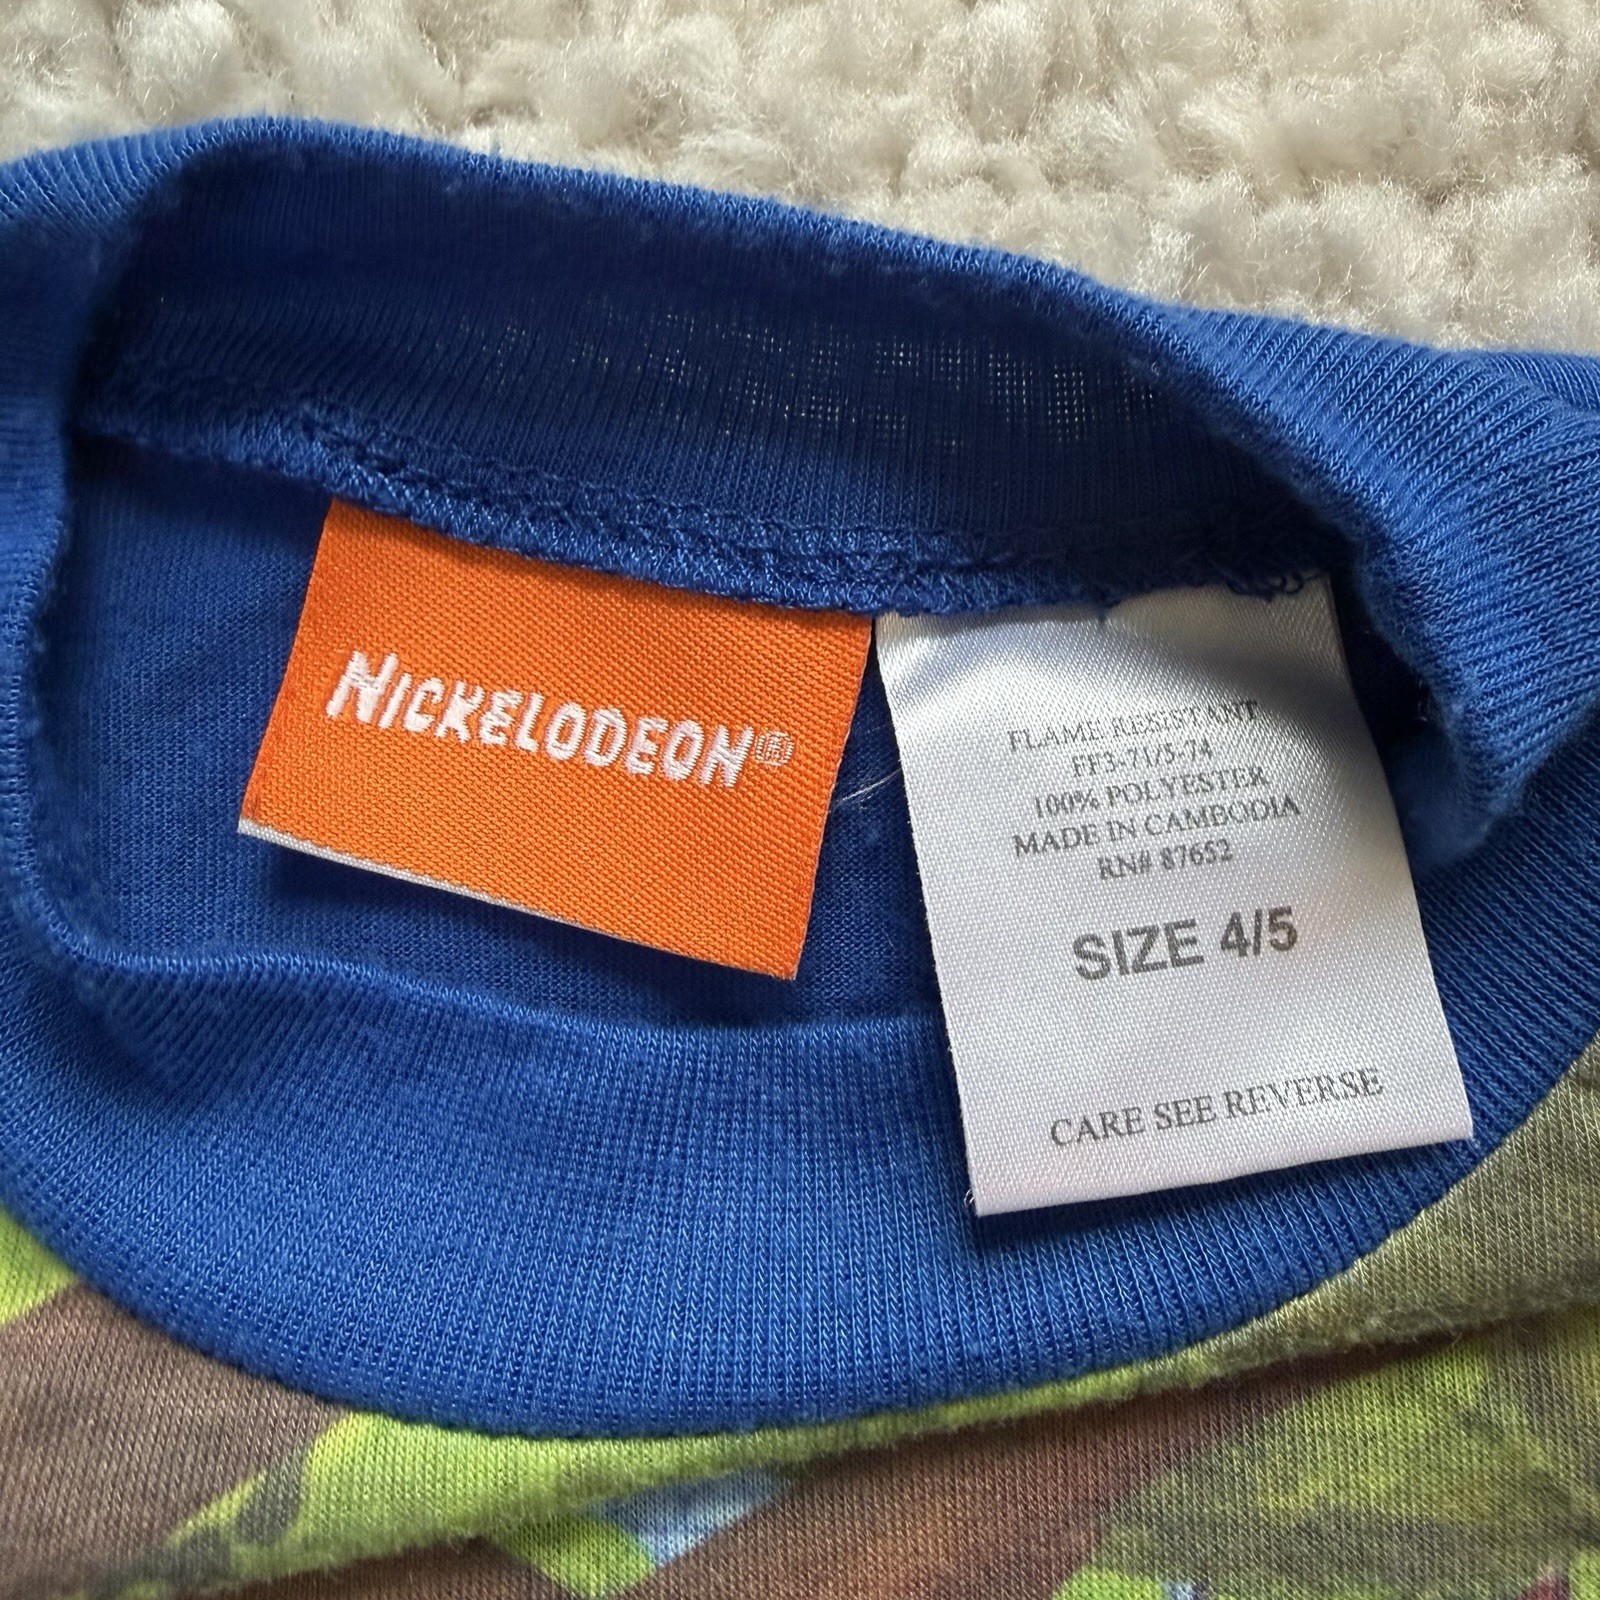 NICKELODEON®
FLAME RESISTANT
FF3-71/5-74
100% POLYESTER
MADE IN CAMBODIA
RN# 87652
SIZE 4/5
CARE SEE REVERSE